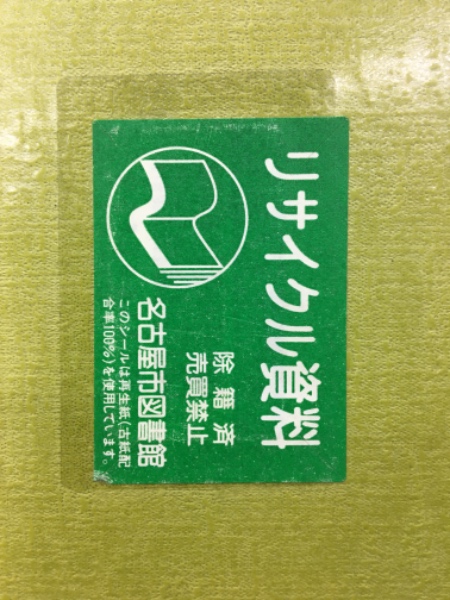 リサイクル資料
除籍済
売買禁止
名古屋市図書館
このシールは再生紙(古紙配
合率100%)を使用しています。